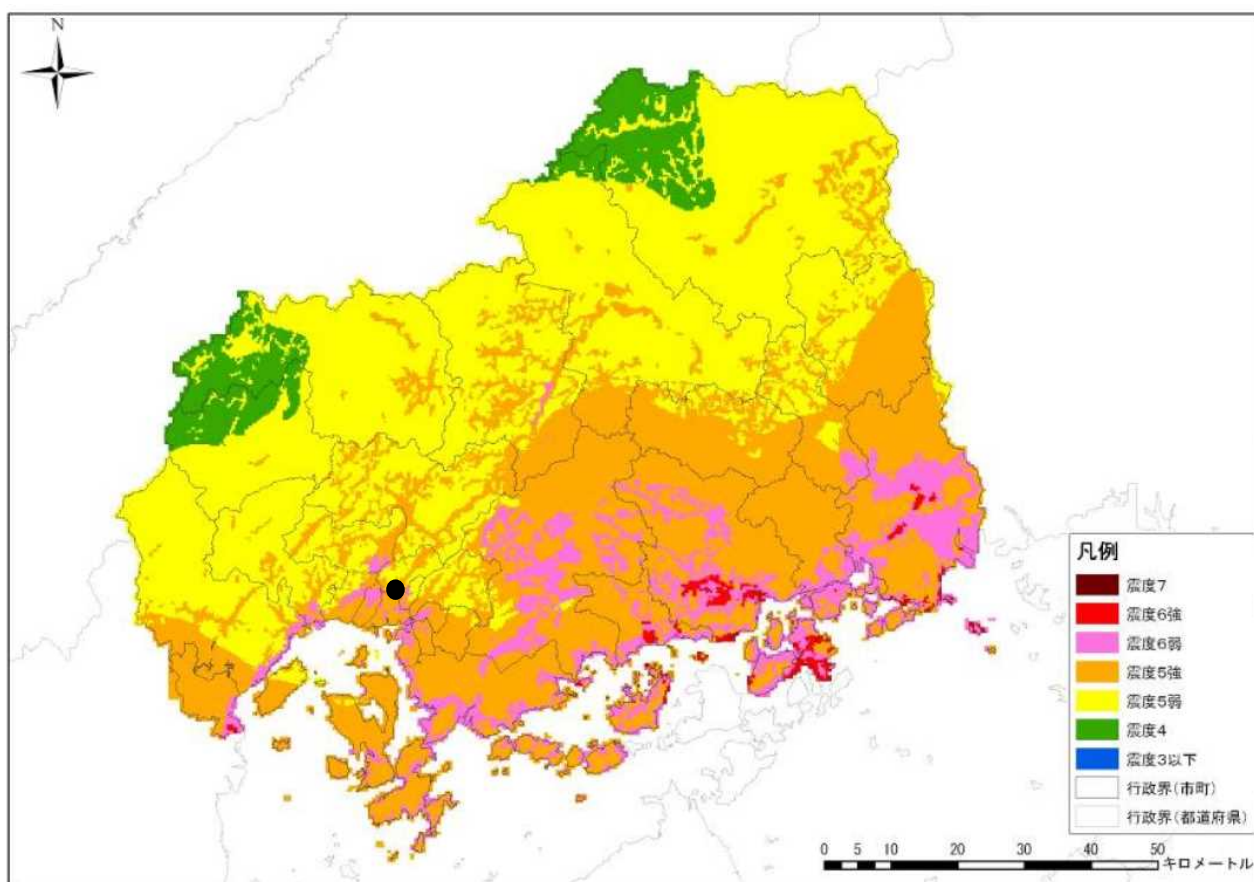 N
凡例
震度7
震度6強
震度6弱
震度5強
震度5弱
震度4
震度3以下
行政界(市町)
行政界(都道府県)
0 5 10 20 30 40 50
キロメートル